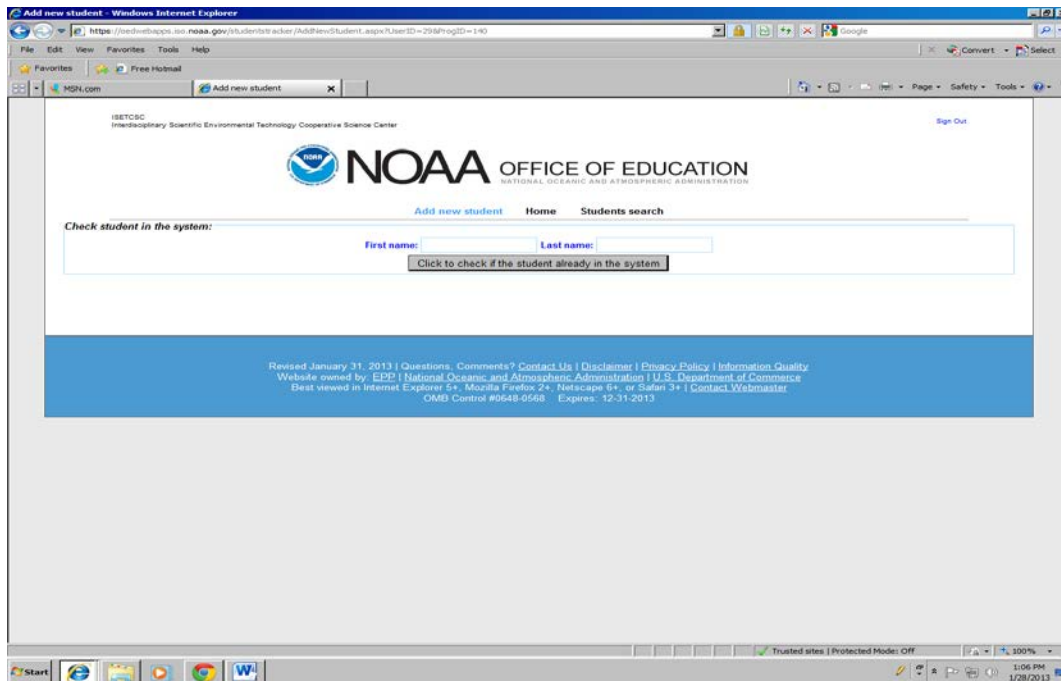 Add new student - Windows Internet Explorer
https://oedwebapps.iso.noaa.gov/studentstracker/AddNewStudent.aspx?UserID=29&ProgID=140
Google
File Edit View Favorites Tools Help
Convert Select
Favorites Free Hotmail
MSN.com Add new student Page Safety Tools
ISETCSC
Interdisciplinary Scientific Environmental Technology Cooperative Science Center
Sign Out
NOAA
NOAA OFFICE OF EDUCATION
NATIONAL OCEANIC AND ATMOSPHERIC ADMINISTRATION
Add new student Home Students search
Check student in the system:
First name: Last name:
Click to check if the student already in the system
Revised January 31, 2013 | Questions, Comments? Contact Us | Disclaimer | Privacy Policy | Information Quality
Website owned by: EPP | National Oceanic and Atmospheric Administration | U.S. Department of Commerce
Best viewed in Internet Explorer 5+, Mozilla Firefox 2+, Netscape 6+, or Safari 3+ | Contact Webmaster
OMB Control #0648-0568 Expires: 12-31-2013
Trusted sites | Protected Mode: Off 100%
Start 1:06 PM
1/28/2013